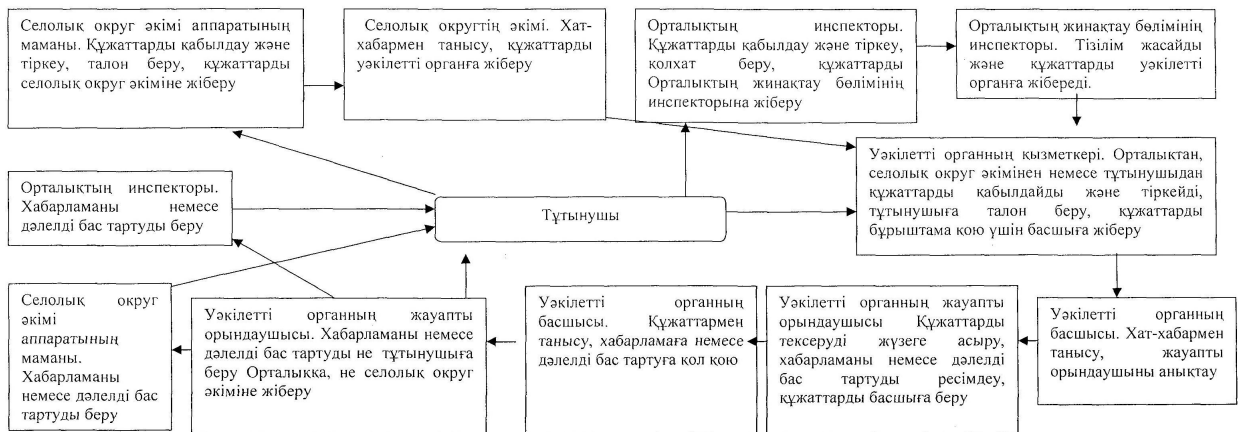 Селолық округ әкімі аппаратының
маманы. Құжаттарды қабылдау және
тіркеу, талон беру, құжаттарды
селолық округ әкіміне жіберу
Селолық округтің әкімі. Хат-
хабармен танысу, құжаттарды
уәкілетті органға жіберу
Орталықтың инспекторы.
Құжаттарды қабылдау және тіркеу,
қолхат беру, құжаттарды
Орталықтың жинақтау бөлімінің
инспекторына жіберу
Орталықтың жинақтау бөлімінің
инспекторы. Тізілім жасайды
және құжаттарды уәкілетті
органға жібереді.
Уәкілетті органның қызметкері. Орталықтан,
селолық округ әкімінен немесе тұтынушыдан
құжаттарды қабылдайды және тіркейді,
тұтынушыға талон беру, құжаттарды
бұрыштама қою үшін басшыға жіберу
Орталықтың инспекторы.
Хабарламаны немесе
дәлелді бас тартуды беру
Тұтынушы
Селолық округ
әкімі
аппаратының
маманы.
Хабарламаны
немесе дәлелді бас
тартуды беру
Уәкілетті органның жауапты
орындаушысы. Хабарламаны немесе
дәлелді бас тартуды не тұтынушыға
беру Орталыққа, не селолық округ
әкіміне жіберу
Уәкілетті органның
басшысы. Құжаттармен
танысу, хабарламаға немесе
дәлелді бас тартуға қол қою
Уәкілетті органның жауапты
орындаушысы Құжаттарды
тексеруді жүзеге асыру,
хабарламаны немесе дәлелді
бас тартуды ресімдеу,
құжаттарды басшыға беру
Уәкілетті органның
басшысы. Хат-хабармен
танысу, жауапты
орындаушыны анықтау